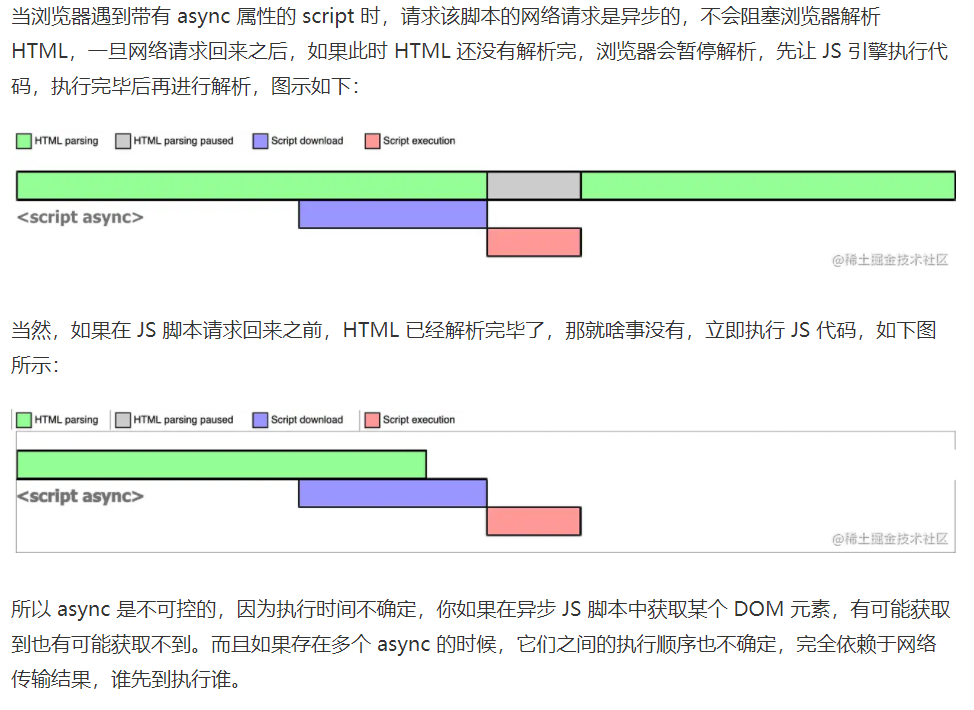 当浏览器遇到带有 async 属性的 script 时，请求该脚本的网络请求是异步的，不会阻塞浏览器解析
HTML，一旦网络请求回来之后，如果此时 HTML 还没有解析完，浏览器会暂停解析，先让 JS 引擎执行代
码，执行完毕后再进行解析，图示如下：
HTML parsing HTML parsing paused Script download Script execution
<script async>
@稀土掘金技术社区
当然，如果在 JS 脚本请求回来之前，HTML 已经解析完毕了，那就啥事没有，立即执行 JS 代码，如下图
所示：
HTML parsing HTML parsing paused Script download Script execution
<script async>
@稀土掘金技术社区
所以 async 是不可控的，因为执行时间不确定，你如果在异步 JS 脚本中获取某个 DOM 元素，有可能获取
到也有可能获取不到。而且如果存在多个 async 的时候，它们之间的执行顺序也不确定，完全依赖于网络
传输结果，谁先到执行谁。